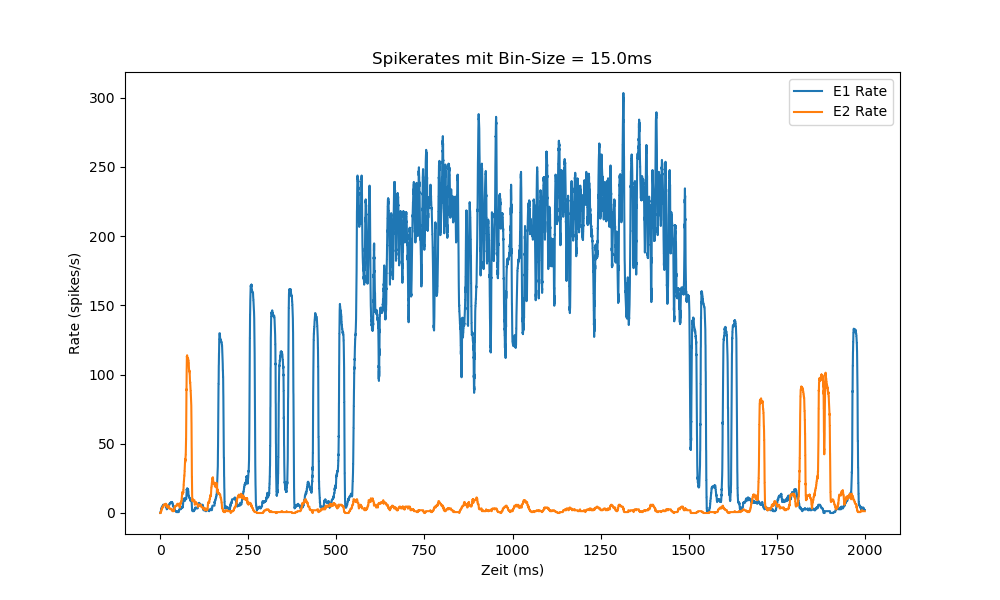 Spikerates mit Bin-Size = 15.0ms
E1 Rate
E2 Rate
Rate (spikes/s)
300
250
200
150
100
50
0
0 250 500 750 1000 1250 1500 1750 2000
Zeit (ms)